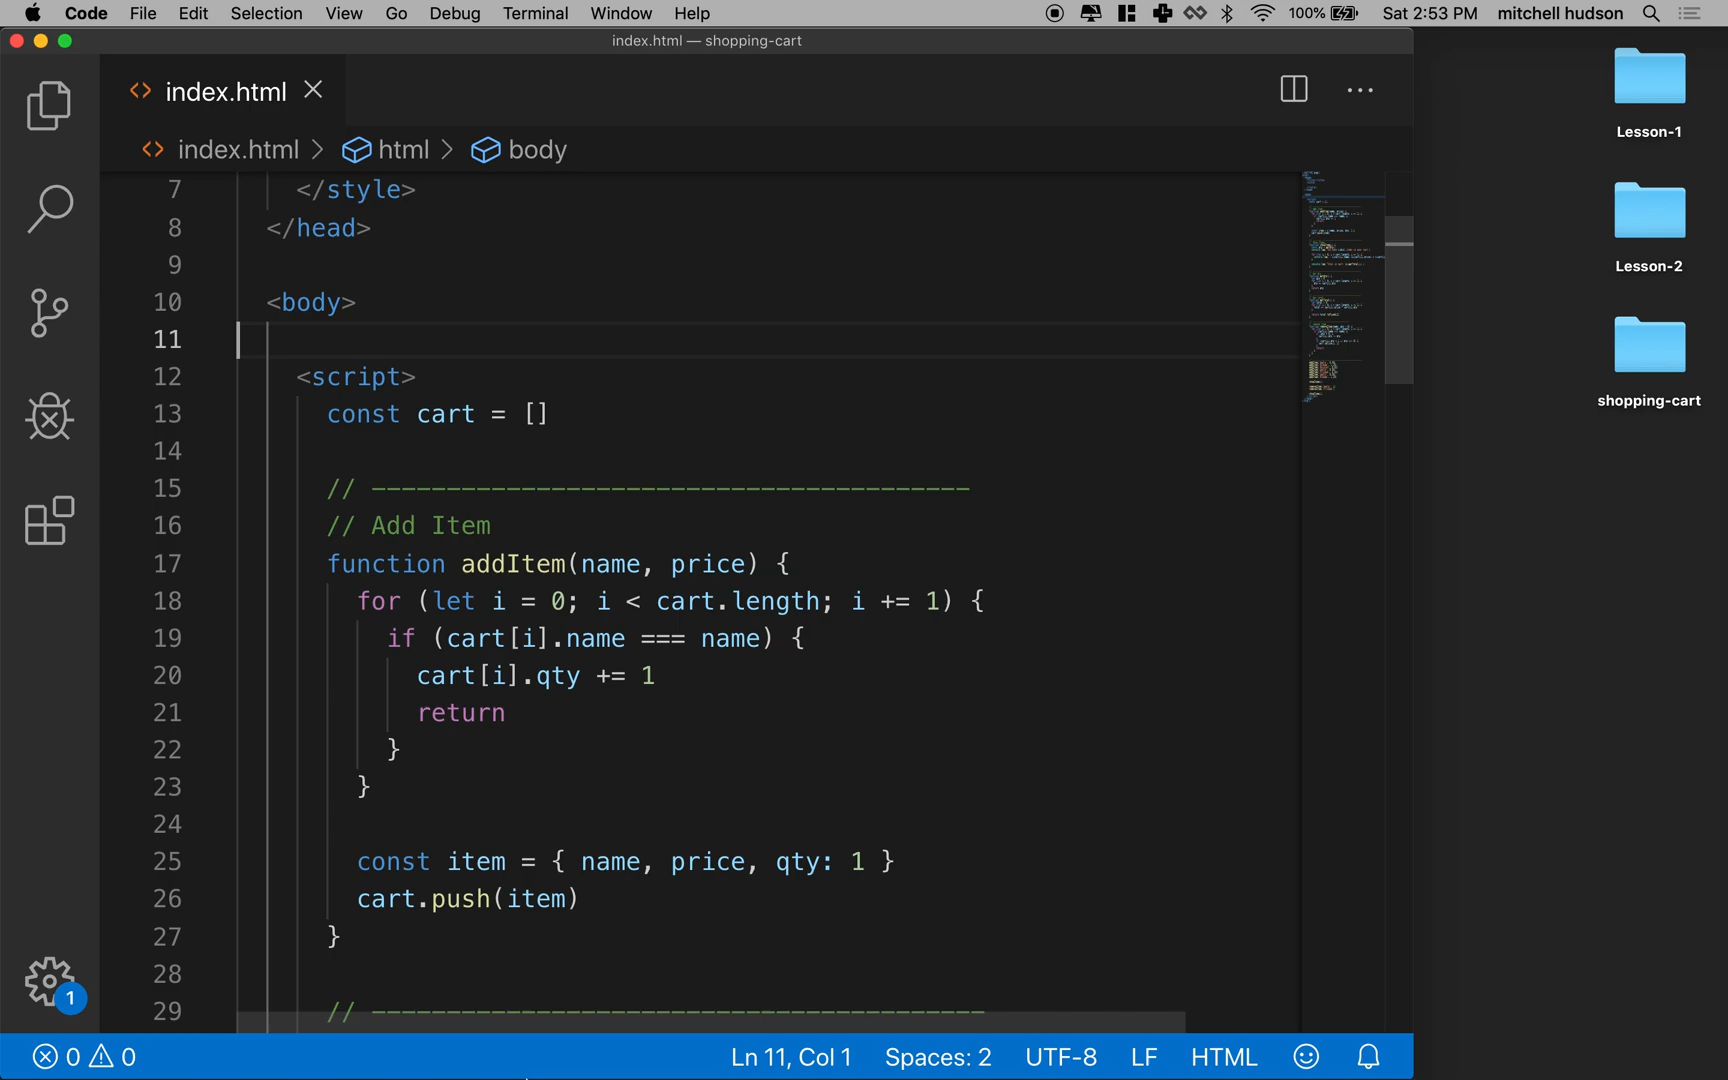 Code File Edit Selection View Go Debug Terminal Window Help 100% Sat 2:53 PM mitchell hudson
index.html — shopping-cart
index.html
index.html > html > body
7 </style>
8 </head>
9
10 <body>
11
12 <script>
13 const cart = []
14
15 // ----------------------------------------
16 // Add Item
17 function addItem(name, price) {
18 for (let i = 0; i < cart.length; i += 1) {
19 if (cart[i].name === name) {
20 cart[i].qty += 1
21 return
22 }
23 }
24
25 const item = { name, price, qty: 1 }
26 cart.push(item)
27 }
28
29 // -----------------------------------------
1
0 0 Ln 11, Col 1 Spaces: 2 UTF-8 LF HTML
Lesson-1
Lesson-2
shopping-cart